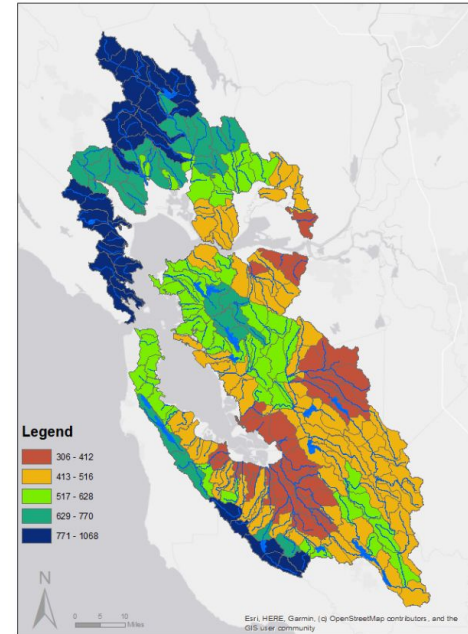 Legend
306 - 412
413 - 516
517 - 628
629 - 770
771 - 1068
N
0 5 10
Miles
Esri, HERE, Garmin, (c) OpenStreetMap contributors, and the
GIS user community